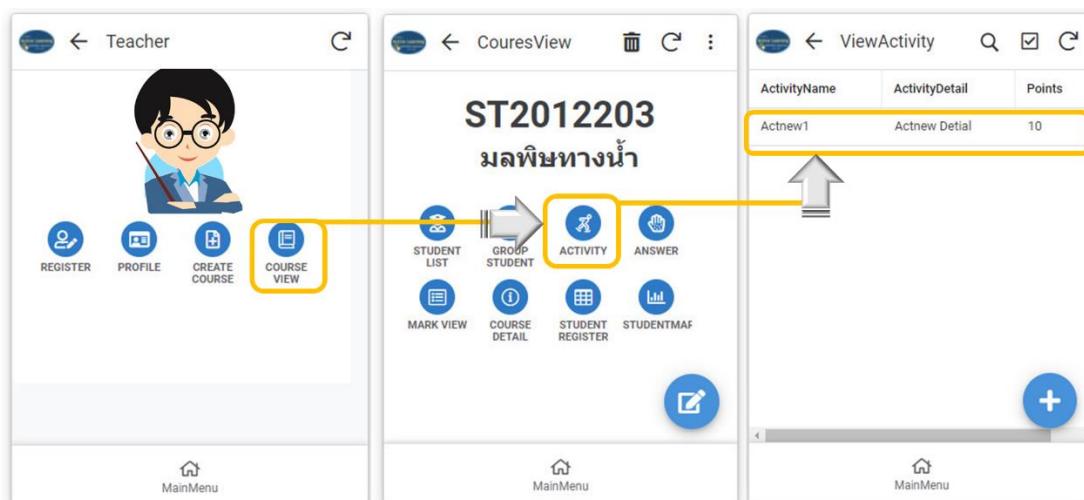 Teacher
REGISTER
PROFILE
CREATE
COURSE
COURSE
VIEW
MainMenu
CouresView
ST2012203
มลพิษทางน้ำ
STUDENT
LIST
GROUP
STUDENT
ACTIVITY
ANSWER
MARK VIEW
COURSE
DETAIL
STUDENT
REGISTER
STUDENTMAP
MainMenu
ViewActivity
ActivityName ActivityDetail Points
Actnew1 Actnew Detial 10
MainMenu